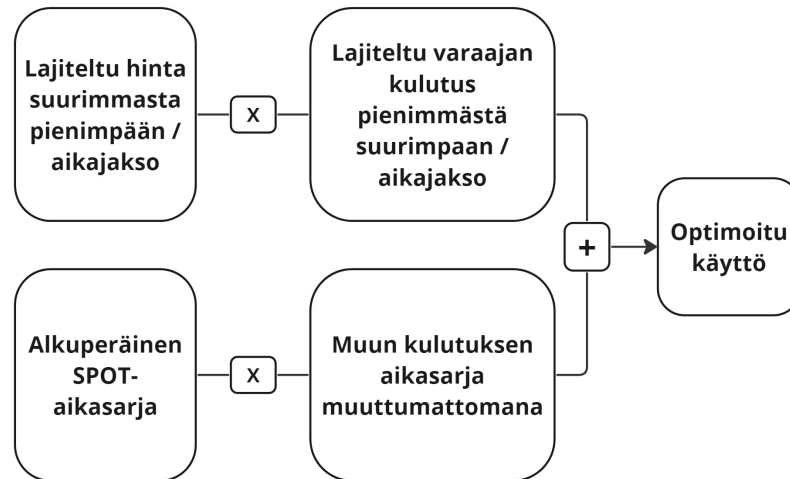 Lajiteltu hinta
suurimmasta
pienimpään /
aikajakso
X
Lajiteltu varaajan
kulutus
pienimmästä
suurimpaan /
aikajakso
+
Optimoitu
käyttö
Alkuperäinen
SPOT-
aikasarja
X
Muun kulutuksen
aikasarja
muuttumattomana